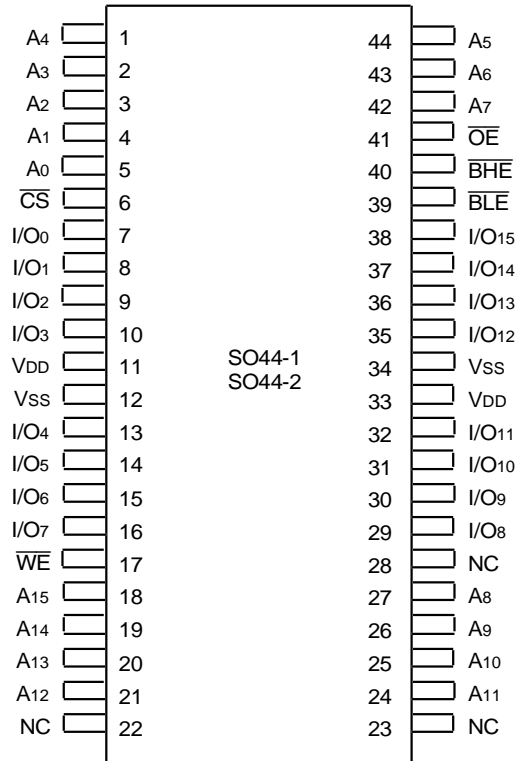 A4 1 44 A5
A3 2 43 A6
A2 3 42 A7
A1 4 41 OE
A0 5 40 BHE
CS 6 39 BLE
I/O0 7 38 I/O15
I/O1 8 37 I/O14
I/O2 9 36 I/O13
I/O3 10 35 I/O12
VDD 11 SO44-1 34 VSS
VSS 12 SO44-2 33 VDD
I/O4 13 32 I/O11
I/O5 14 31 I/O10
I/O6 15 30 I/O9
I/O7 16 29 I/O8
WE 17 28 NC
A15 18 27 A8
A14 19 26 A9
A13 20 25 A10
A12 21 24 A11
NC 22 23 NC